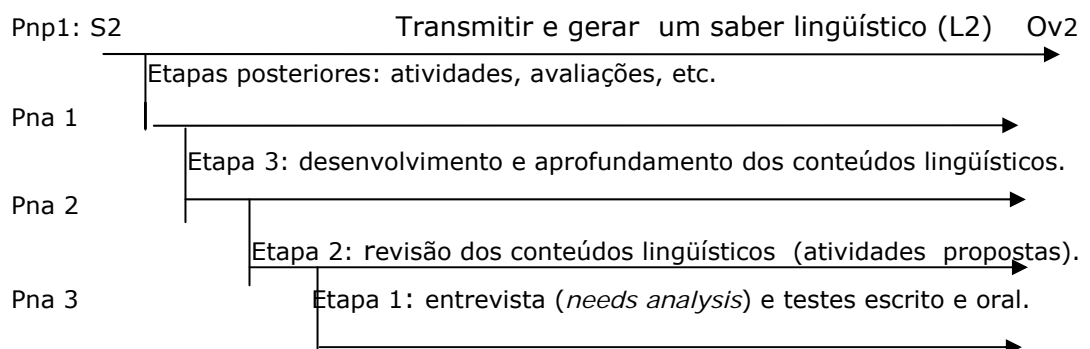 Pnp1: S2 Transmitir e gerar um saber lingüístico (L2) Ov2
Etapas posteriores: atividades, avaliações, etc.
Pna 1
Etapa 3: desenvolvimento e aprofundamento dos conteúdos lingüísticos.
Pna 2
Etapa 2: revisão dos conteúdos lingüísticos (atividades propostas).
Pna 3 Etapa 1: entrevista (needs analysis) e testes escrito e oral.